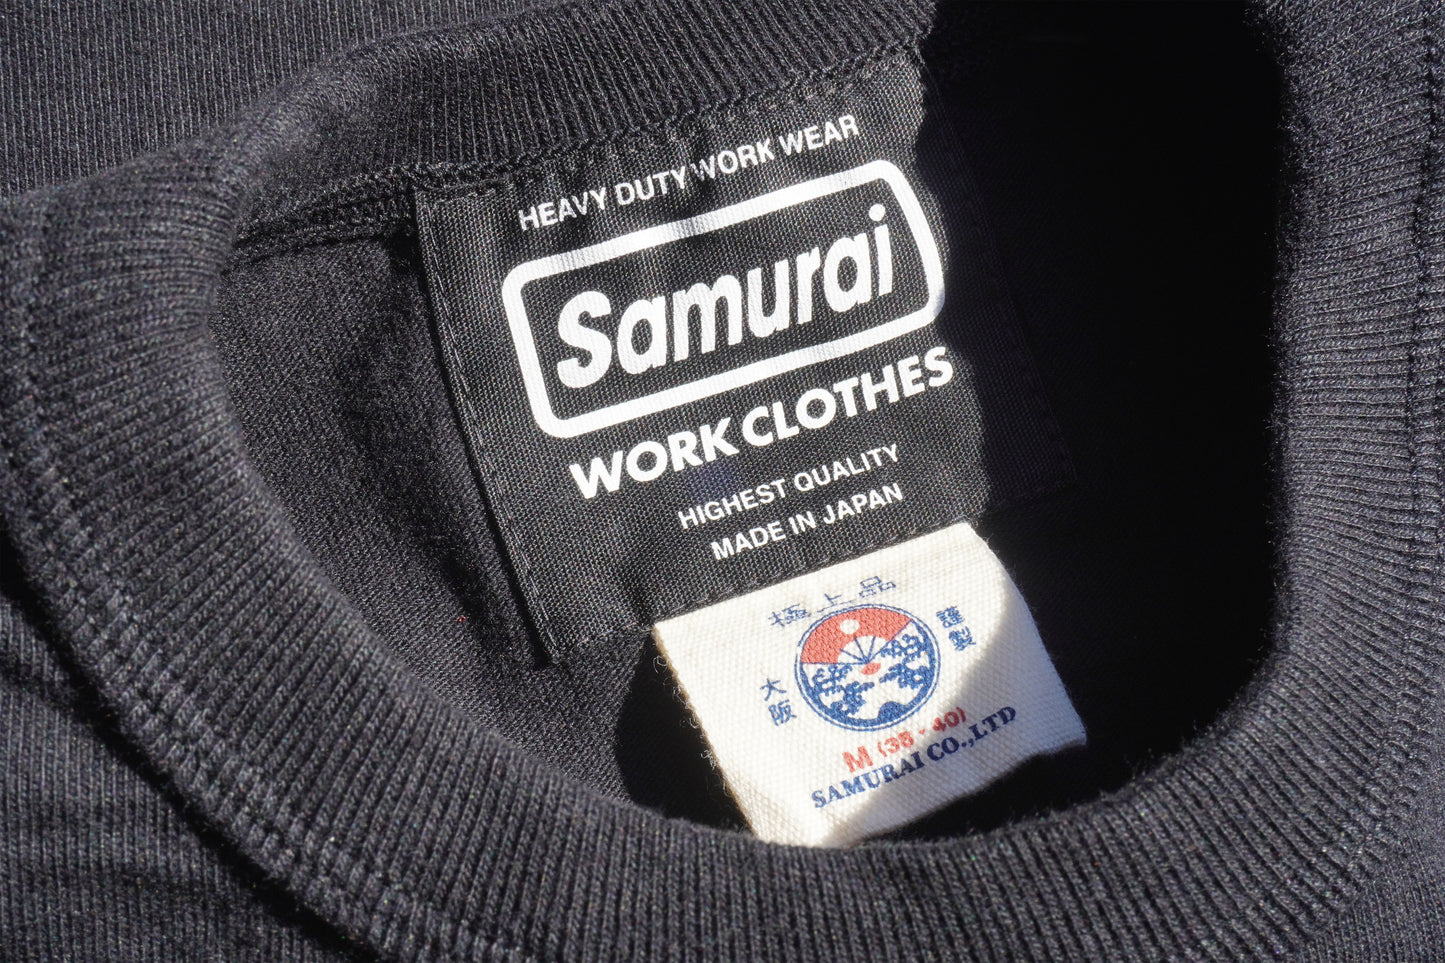 HEAVY DUTY WORK WEAR
Samurai
WORK CLOTHES
HIGHEST QUALITY
MADE IN JAPAN
極上品
謹製
大阪
M (38 - 40)
SAMURAI CO.,LTD